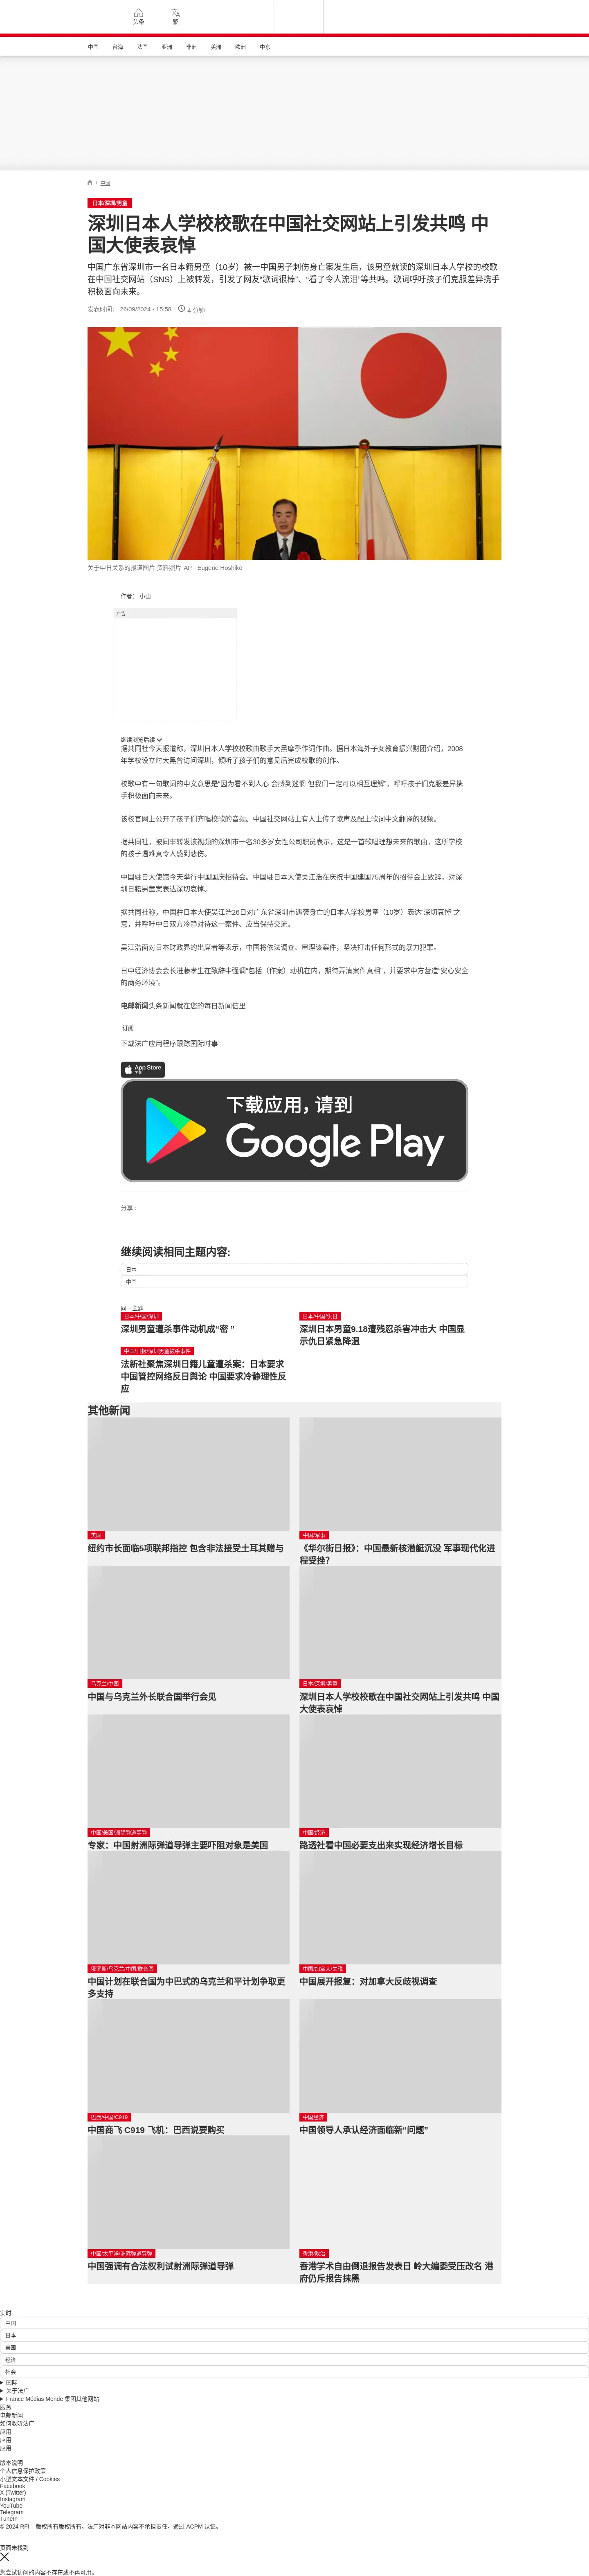 头条
繁
中国
台海
法国
亚洲
非洲
美洲
欧洲
中东
/ 中国
日本/深圳/男童
深圳日本人学校校歌在中国社交网站上引发共鸣 中
国大使表哀悼
中国广东省深圳市一名日本籍男童（10岁）被一中国男子刺伤身亡案发生后，该男童就读的深圳日本人学校的校歌
在中国社交网站（SNS）上被转发，引发了网友“歌词很棒”、“看了令人流泪”等共鸣。歌词呼吁孩子们克服差异携手
积极面向未来。
发表时间： 26/09/2024 - 15:58
4 分钟
关于中日关系的报道图片 资料照片 AP - Eugene Hoshiko
作者： 小山
广告
继续浏览后续
据共同社今天报道称，深圳日本人学校校歌由歌手大黑摩季作词作曲。据日本海外子女教育振兴财团介绍，2008
年学校设立时大黑曾访问深圳，倾听了孩子们的意见后完成校歌的创作。
校歌中有一句歌词的中文意思是“因为看不到人心 会感到迷惘 但我们一定可以相互理解”，呼吁孩子们克服差异携
手积极面向未来。
该校官网上公开了孩子们齐唱校歌的音频。中国社交网站上有人上传了歌声及配上歌词中文翻译的视频。
据共同社，被同事转发该视频的深圳市一名30多岁女性公司职员表示，这是一首歌唱理想未来的歌曲，这所学校
的孩子遇难真令人感到悲伤。
中国驻日大使馆今天举行中国国庆招待会。中国驻日本大使吴江浩在庆祝中国建国75周年的招待会上致辞，对深
圳日籍男童案表达深切哀悼。
据共同社称，中国驻日本大使吴江浩26日对广东省深圳市遇袭身亡的日本人学校男童（10岁）表达“深切哀悼”之
意，并呼吁中日双方冷静对待这一案件、应当保持交流。
吴江浩面对日本财政界的出席者等表示，中国将依法调查、审理该案件，坚决打击任何形式的暴力犯罪。
日中经济协会会长进藤孝生在致辞中强调“包括（作案）动机在内，期待弄清案件真相”，并要求中方营造“安心安全
的商务环境”。
电邮新闻头条新闻就在您的每日新闻信里
订阅
下载法广应用程序跟踪国际时事
App Store
下载
下载应用，请到
Google Play
分享 :
继续阅读相同主题内容:
日本
中国
同一主题
日本/中国/深圳
深圳男童遭杀事件动机成“密 ”
日本/中国/仇日
深圳日本男童9.18遭残忍杀害冲击大 中国显
示仇日紧急降温
中国/日報/深圳男童被杀事件
法新社聚焦深圳日籍儿童遭杀案：日本要求
中国管控网络反日舆论 中国要求冷静理性反
应
其他新闻
美国
纽约市长面临5项联邦指控 包含非法接受土耳其赠与
中国/军事
《华尔街日报》：中国最新核潜艇沉没 军事现代化进
程受挫？
乌克兰/中国
中国与乌克兰外长联合国举行会见
日本/深圳/男童
深圳日本人学校校歌在中国社交网站上引发共鸣 中国
大使表哀悼
中国/美国/洲际弹道导弹
专家：中国射洲际弹道导弹主要吓阻对象是美国
中国/经济
路透社看中国必要支出来实现经济增长目标
俄罗斯/乌克兰/中国/联合国
中国计划在联合国为中巴式的乌克兰和平计划争取更
多支持
中国/加拿大/关税
中国展开报复：对加拿大反歧视调查
巴西/中国/C919
中国商飞 C919 飞机：巴西说要购买
中国经济
中国领导人承认经济面临新“问题”
中国/太平洋/洲际弹道导弹
中国强调有合法权利试射洲际弹道导弹
香港/政治
香港学术自由倒退报告发表日 岭大编委受压改名 港
府仍斥报告抹黑
实时
中国
日本
美国
经济
社会
国际
关于法广
France Médias Monde 集团其他网站
服务
电邮新闻
如何收听法广
应用
应用
应用
版本说明
个人信息保护政策
小型文本文件 / Cookies
Facebook
X (Twitter)
Instagram
YouTube
Telegram
TuneIn
© 2024 RFI – 版权所有版权所有。法广对非本网站内容不承担责任。通过 ACPM 认证。
页面未找到
您尝试访问的内容不存在或不再可用。